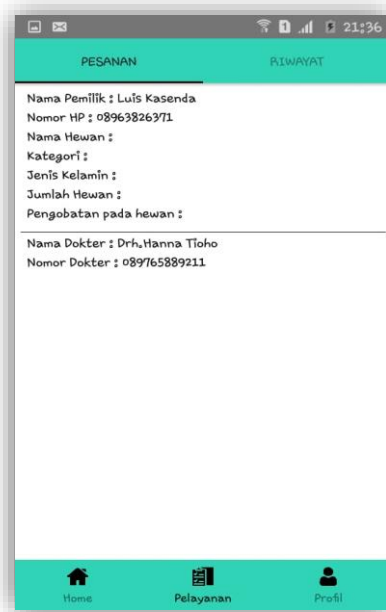 21:36
PESANAN
RIWAYAT
Nama Pemilik : Luis Kasenda
Nomor HP : 08963826371
Nama Hewan :
Kategori :
Jenis Kelamin :
Jumlah Hewan :
Pengobatan pada hewan :
Nama Dokter : Drh.Hanna Tioho
Nomor Dokter : 089765889211
Home
Pelayanan
Profil